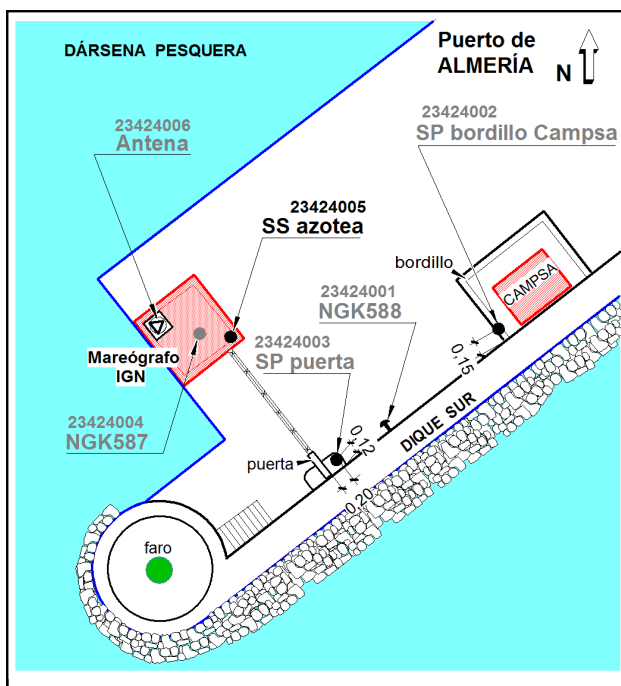 DÁRSENA PESQUERA
Puerto de
ALMERÍA
N
23424006
Antena
23424002
SP bordillo Campsa
23424005
SS azotea
bordillo
CAMPSA
23424001
NGK588
23424003
SP puerta
Mareógrafo
IGN
0,15
23424004
NGK587
0,12
DIQUE SUR
puerta
0,20
faro